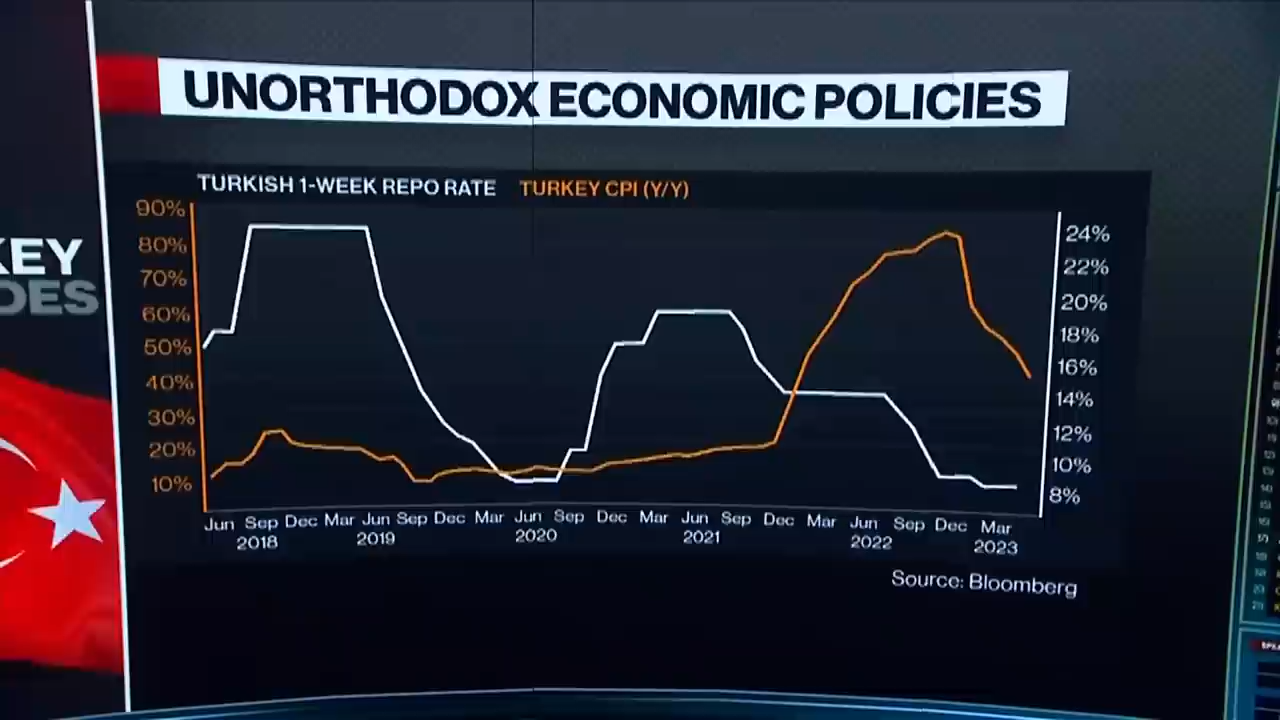 UNORTHODOX ECONOMIC POLICIES
TURKISH 1-WEEK REPO RATE TURKEY CPI (Y/Y)
90%
80%
70%
60%
50%
40%
30%
20%
10%
24%
22%
20%
18%
16%
14%
12%
10%
8%
Jun Sep Dec Mar Jun Sep Dec Mar Jun Sep Dec Mar Jun Sep Dec Mar Jun Sep Dec Mar
2018 2019 2020 2021 2022 2023
Source: Bloomberg
KEY
DES